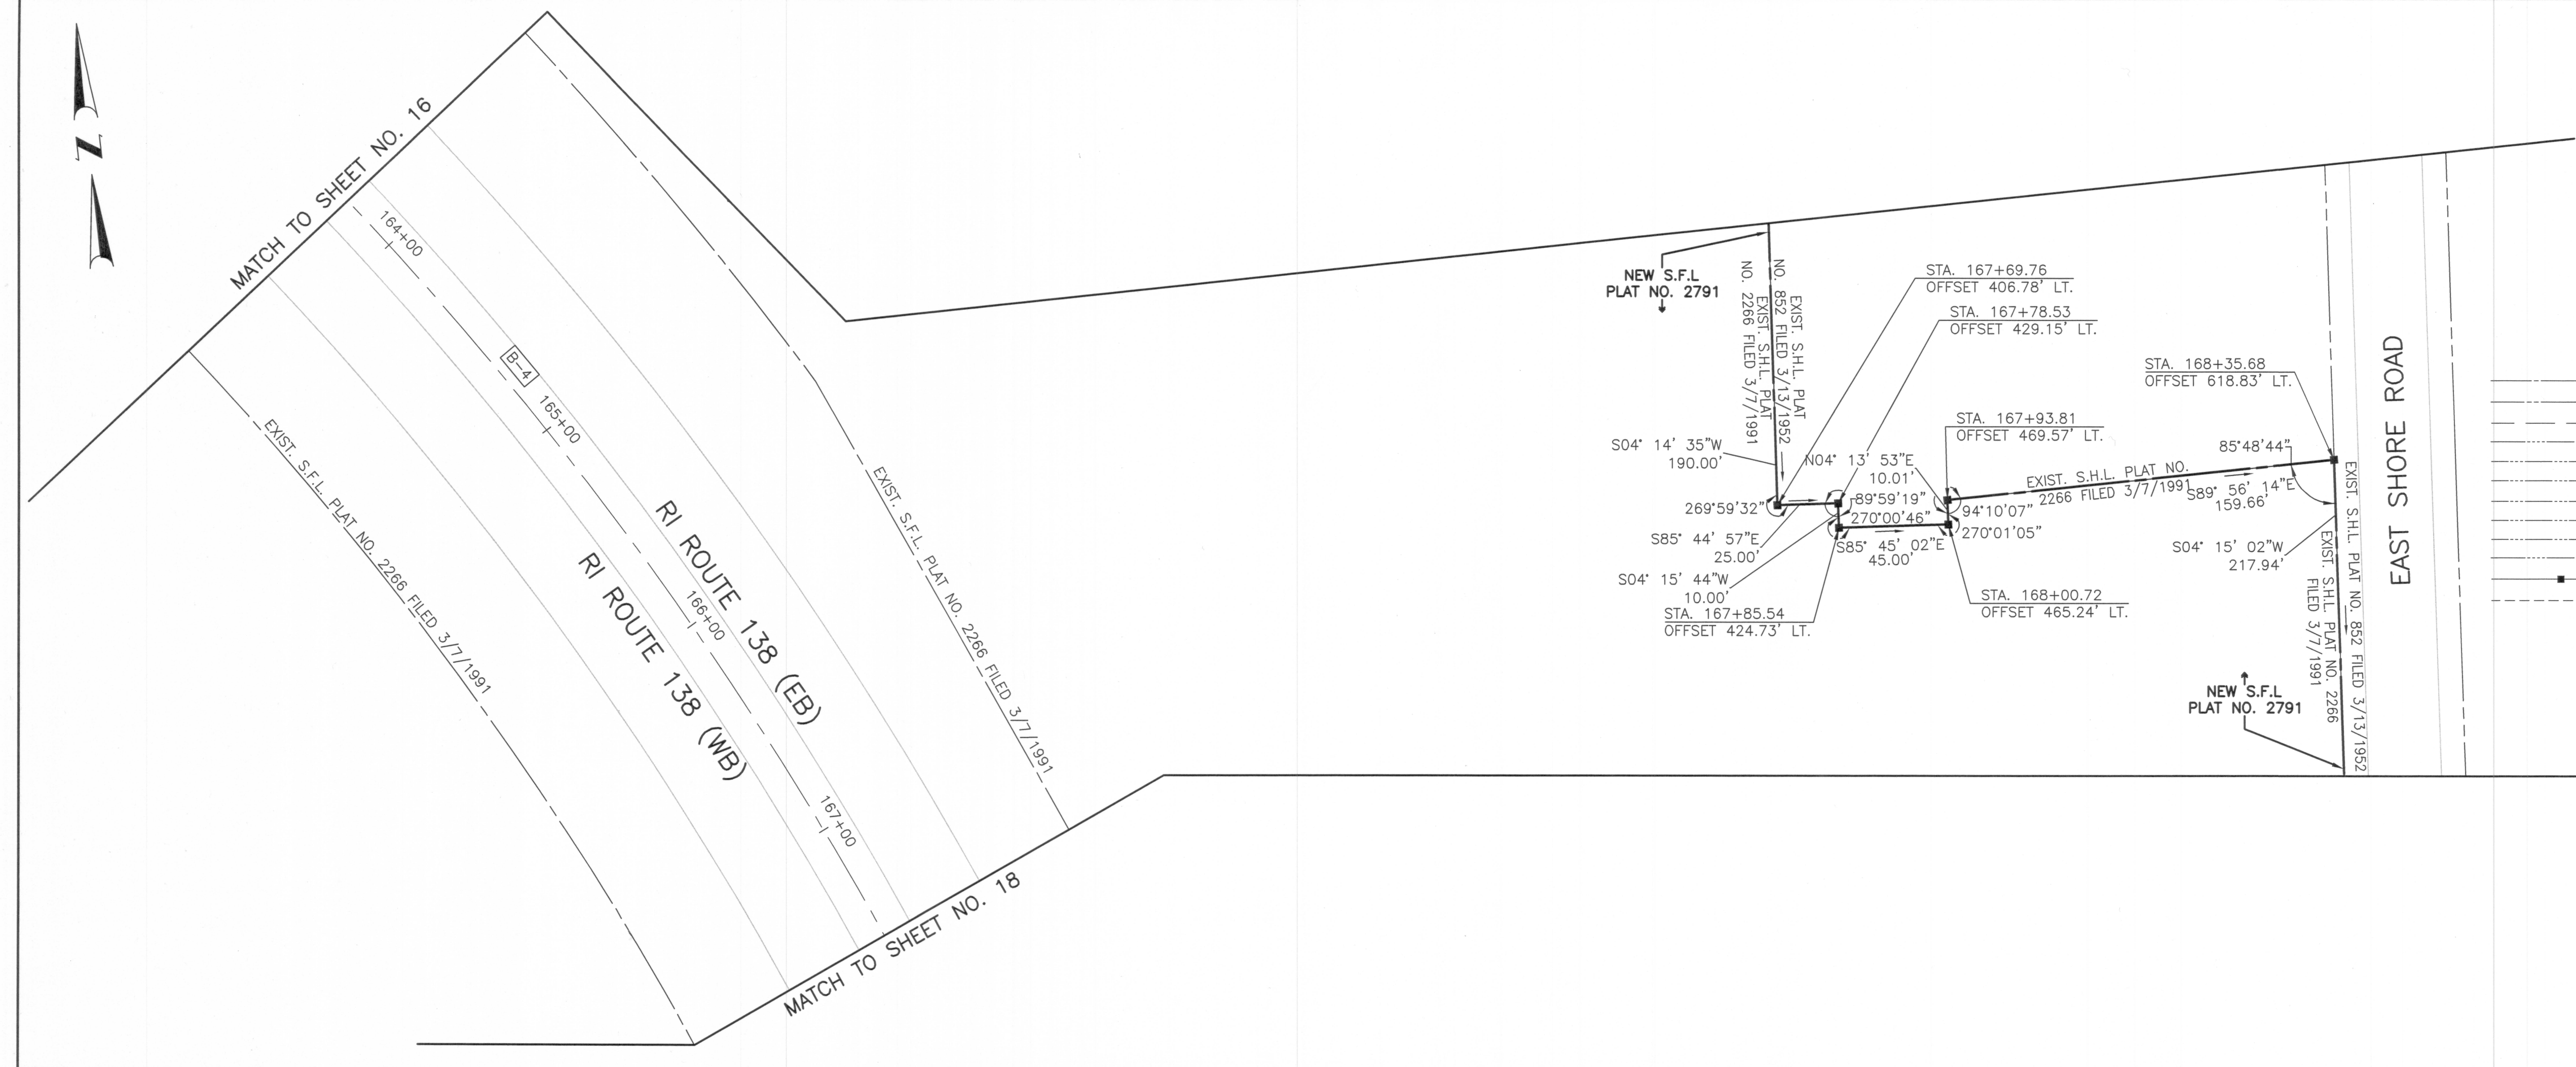 N
MATCH TO SHEET NO. 16
164+00
B-4
165+00
166+00
167+00
EXIST. S.F.L. PLAT NO. 2266 FILED 3/7/1991
RI ROUTE 138 (WB)
RI ROUTE 138 (EB)
EXIST. S.F.L. PLAT NO. 2266 FILED 3/7/1991
MATCH TO SHEET NO. 18
NEW S.F.L
PLAT NO. 2791
EXIST. S.H.L. PLAT
NO. 852 FILED 3/13/1952
EXIST. S.H.L. PLAT
NO. 2266 FILED 3/7/1991
STA. 167+69.76
OFFSET 406.78' LT.
STA. 167+78.53
OFFSET 429.15' LT.
STA. 168+35.68
OFFSET 618.83' LT.
STA. 167+93.81
OFFSET 469.57' LT.
S04° 14' 35"W
190.00'
N04° 13' 53"E
10.01'
85°48'44"
EXIST. S.H.L. PLAT NO.
2266 FILED 3/7/1991
S89° 56' 14"E
159.66'
269°59'32"
89°59'19"
270°00'46"
94°10'07"
270°01'05"
S85° 44' 57"E
25.00'
S85° 45' 02"E
45.00'
S04° 15' 44"W
10.00'
STA. 167+85.54
OFFSET 424.73' LT.
STA. 168+00.72
OFFSET 465.24' LT.
S04° 15' 02"W
217.94'
EXIST. S.H.L. PLAT NO. 852 FILED 3/13/1952
EXIST. S.H.L. PLAT NO. 2266
FILED 3/7/1991
NEW S.F.L
PLAT NO. 2791
EAST SHORE ROAD